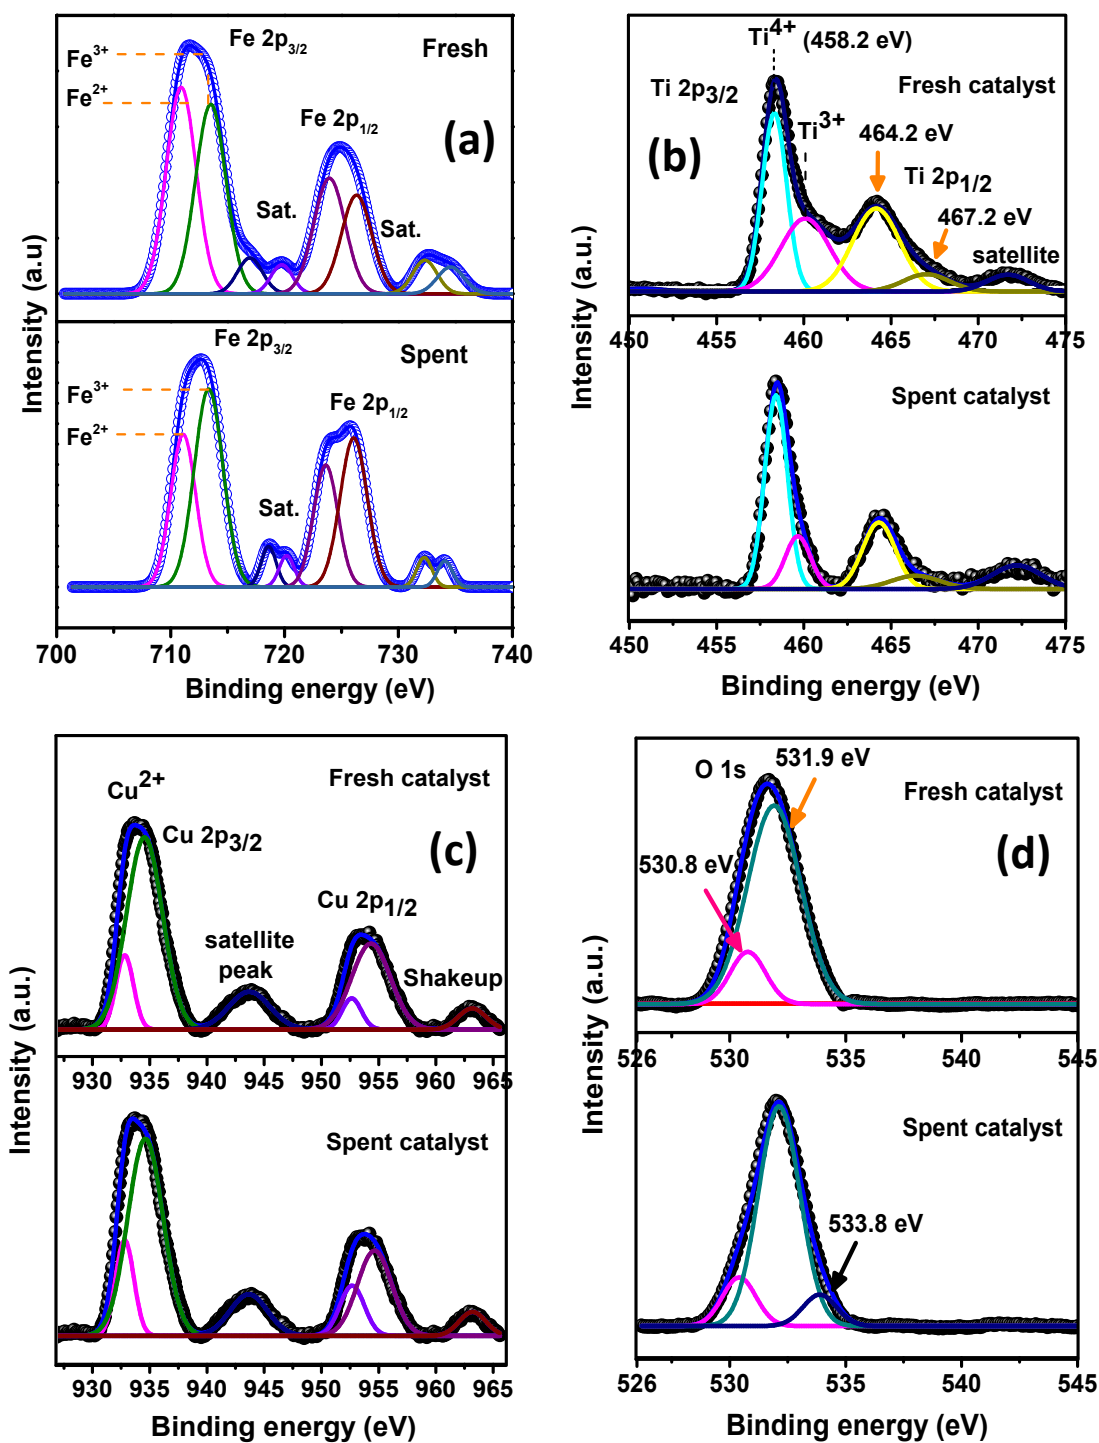 Fe³⁺
Fe 2p₃/₂
Fresh
Fe²⁺
Fe 2p₁/₂
(a)
Sat.
Sat.
Fe 2p₃/₂
Spent
Fe³⁺
Fe 2p₁/₂
Fe²⁺
Sat.
Intensity (a.u)
700 710 720 730 740
Binding energy (eV)
Ti⁴⁺ (458.2 eV)
Ti 2p3/2
Fresh catalyst
Ti³⁺
464.2 eV
(b)
Ti 2p1/2
467.2 eV
satellite
450 455 460 465 470 475
Spent catalyst
Intensity (a.u.)
450 455 460 465 470 475
Binding energy (eV)
Cu²⁺
Fresh catalyst
Cu 2p3/2
(c)
Cu 2p1/2
satellite
peak
Shakeup
930 935 940 945 950 955 960 965
Spent catalyst
Intensity (a.u.)
930 935 940 945 950 955 960 965
Binding energy (eV)
O 1s
531.9 eV
Fresh catalyst
530.8 eV
(d)
526 530 535 540 545
Spent catalyst
533.8 eV
Intensity (a.u.)
526 530 535 540 545
Binding energy (eV)